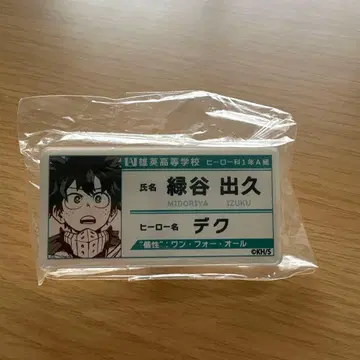 雄英高等学校 ヒーロー科1年A組
氏名 緑谷 出久
MIDORIYA IZUKU
ヒーロー名 デク
"個性":ワン・フォー・オール
©KH/S